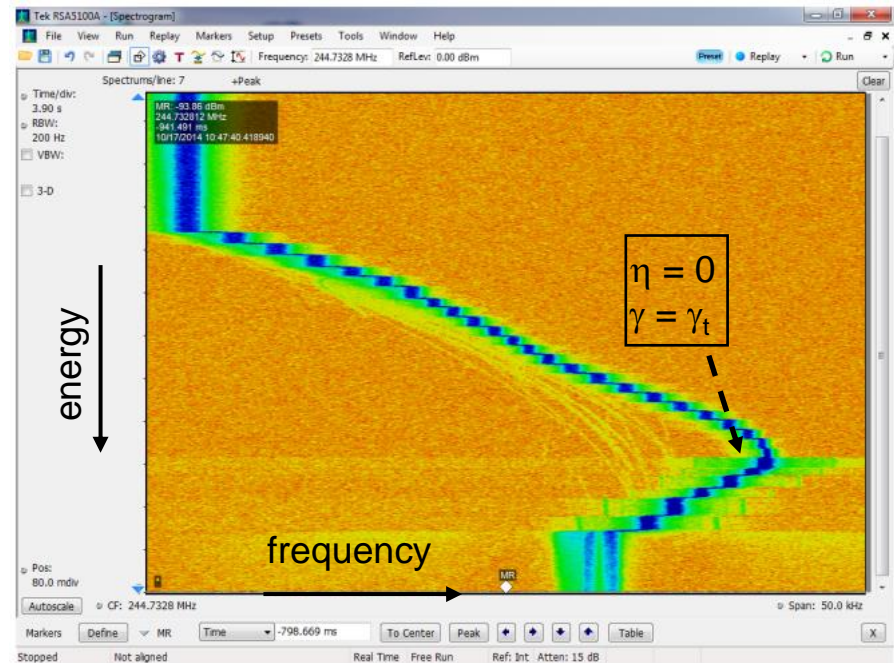 Tek RSA5100A - [Spectrogram]
File View Run Replay Markers Setup Presets Tools Window Help
T Frequency: 244.7328 MHz RefLev: 0.00 dBm Preset Replay Run
Spectrums/line: 7 +Peak Clear
Time/div:
3.90 s
RBW:
200 Hz
VBW:
3-D
MR: -93.86 dBm
244.732812 MHz
-941.491 ms
10/17/2014 10:47:40.418940
η = 0
γ = γt
energy
frequency
MR
Pos:
80.0 mdiv
Autoscale CF: 244.7328 MHz Span: 50.0 kHz
Markers Define MR Time -798.669 ms To Center Peak Table X
Stopped Not aligned Real Time Free Run Ref: Int Atten: 15 dB